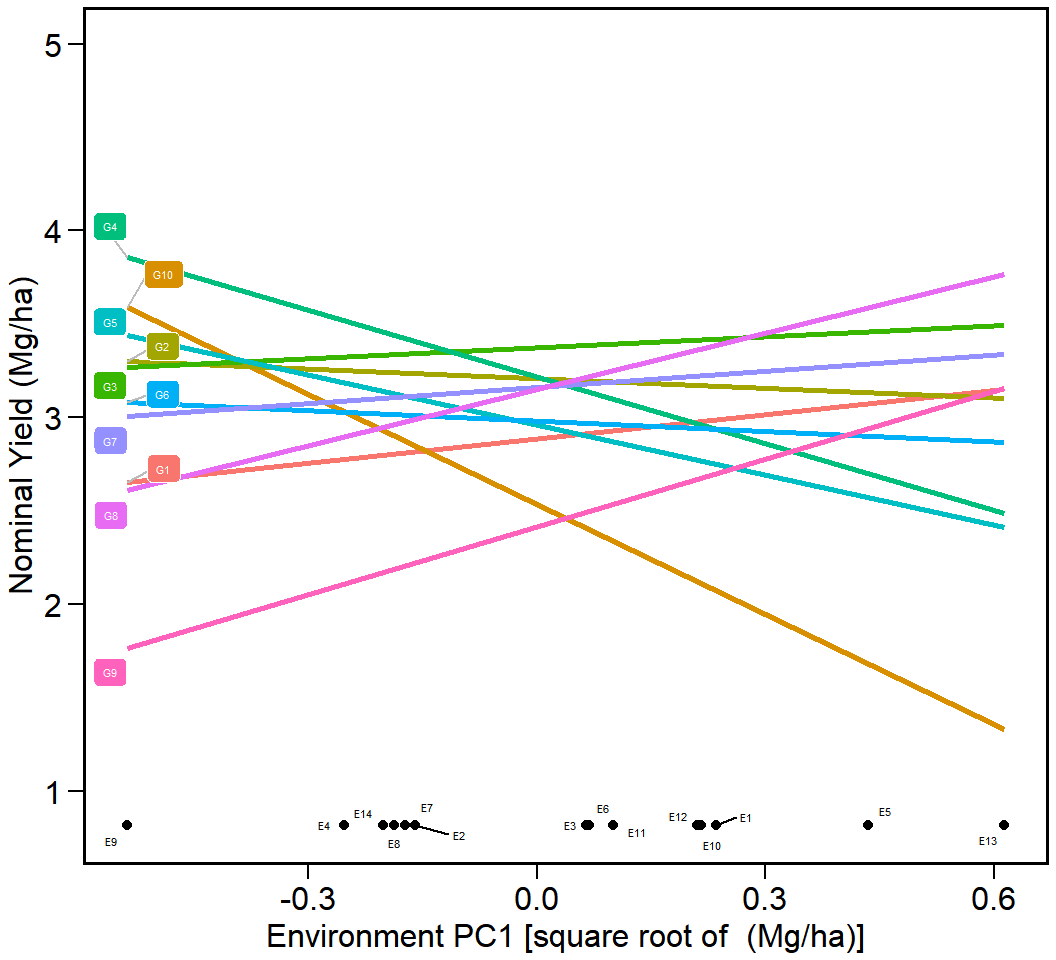 5
4
3
2
1
Nominal Yield (Mg/ha)
G4
G10
G5
G2
G3
G6
G7
G1
G8
G9
E9
E4
E14
E8
E7
E2
E3
E6
E11
E12
E10
E1
E5
E13
-0.3
0.0
0.3
0.6
Environment PC1 [square root of  (Mg/ha)]